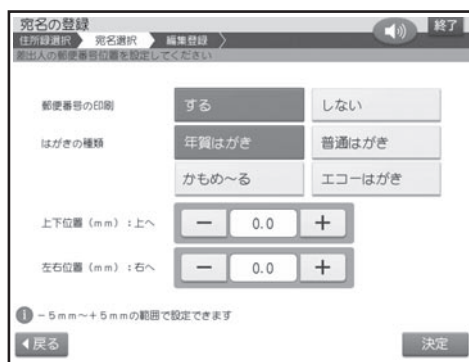 宛名の登録
終了
住所録選択 宛名選択 編集登録
差出人の郵便番号位置を設定してください
郵便番号の印刷 する しない
はがきの種類 年賀はがき 普通はがき
かもめ〜る エコーはがき
上下位置（mm）：上へ － 0.0 ＋
左右位置（mm）：右へ － 0.0 ＋
i －5mm〜＋5mmの範囲で設定できます
◀戻る 決定